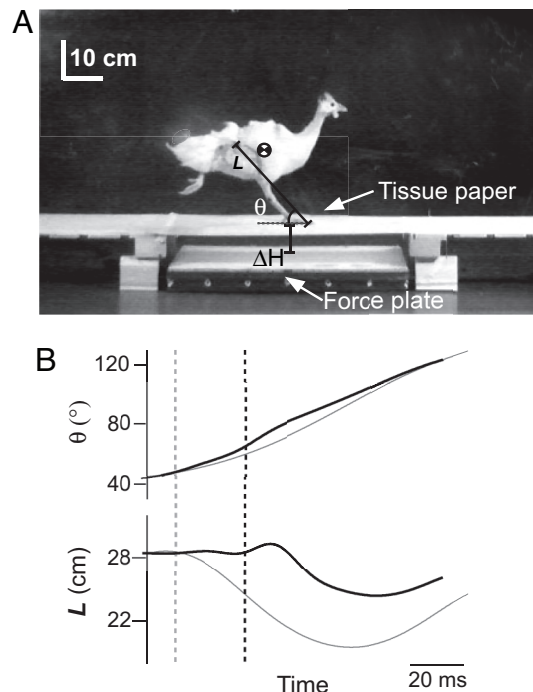 A
10 cm
L
θ
Tissue paper
ΔH
Force plate
B
120
θ (°)
80
40
28
L (cm)
22
Time
20 ms